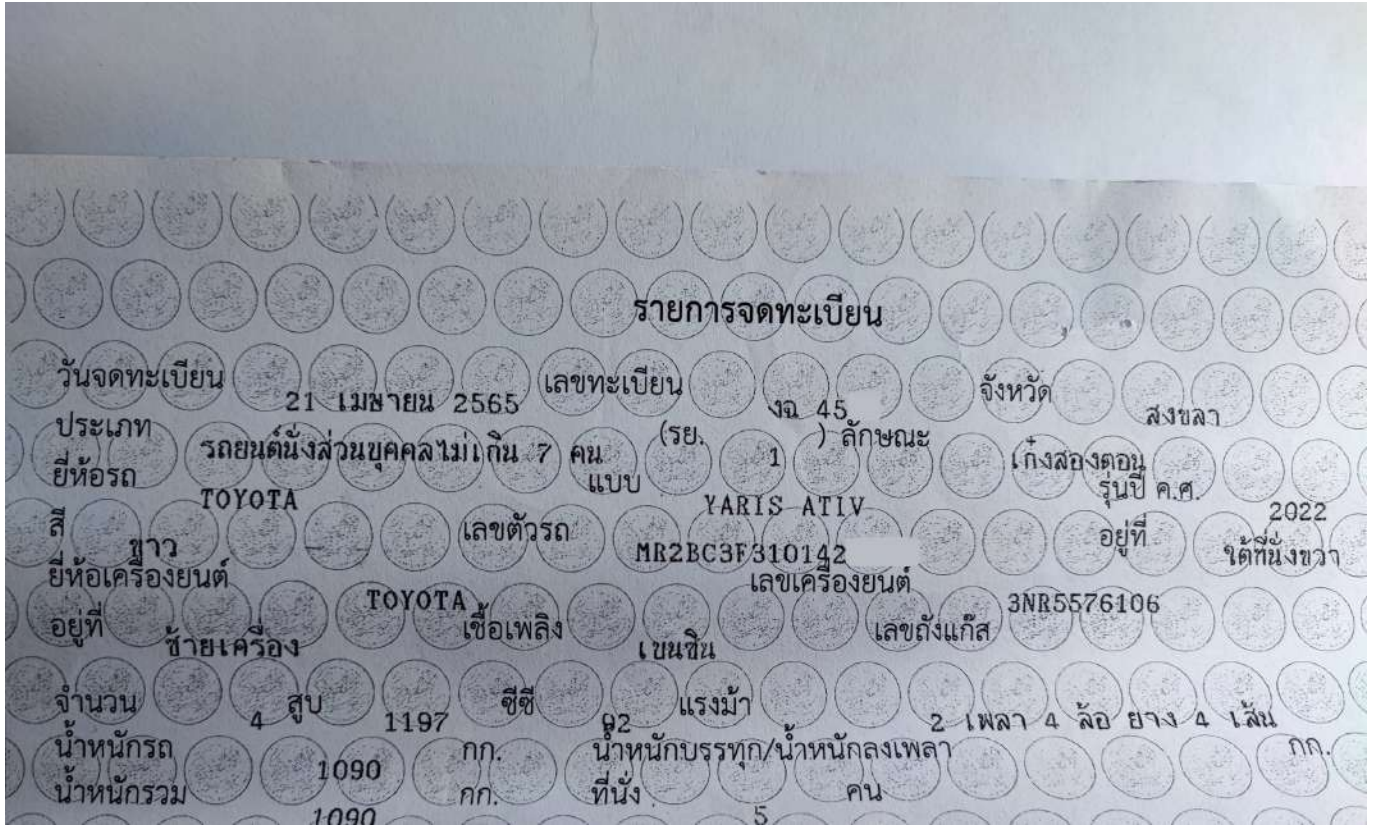 รายการจดทะเบียน
วันจดทะเบียน 21 เมษายน 2565 เลขทะเบียน งฉ 45 จังหวัด สงขลา
ประเภท รถยนต์นั่งส่วนบุคคลไม่เกิน 7 คน (รย. 1 ) ลักษณะ เก๋งสองตอน
ยี่ห้อรถ TOYOTA แบบ YARIS ATIV รุ่นปี ค.ศ. 2022
สี ขาว เลขตัวรถ MR2BC3F310142 อยู่ที่ ใต้ที่นั่งขวา
ยี่ห้อเครื่องยนต์ TOYOTA เลขเครื่องยนต์ 3NR5576106
อยู่ที่ ซ้ายเครื่อง เชื้อเพลิง เบนซิน เลขถังแก๊ส
จำนวน 4 สูบ 1197 ซีซี 92 แรงม้า 2 เพลา 4 ล้อ ยาง 4 เส้น
น้ำหนักรถ 1090 กก. น้ำหนักบรรทุก/น้ำหนักลงเพลา กก.
น้ำหนักรวม 1090 กก. ที่นั่ง 5 คน